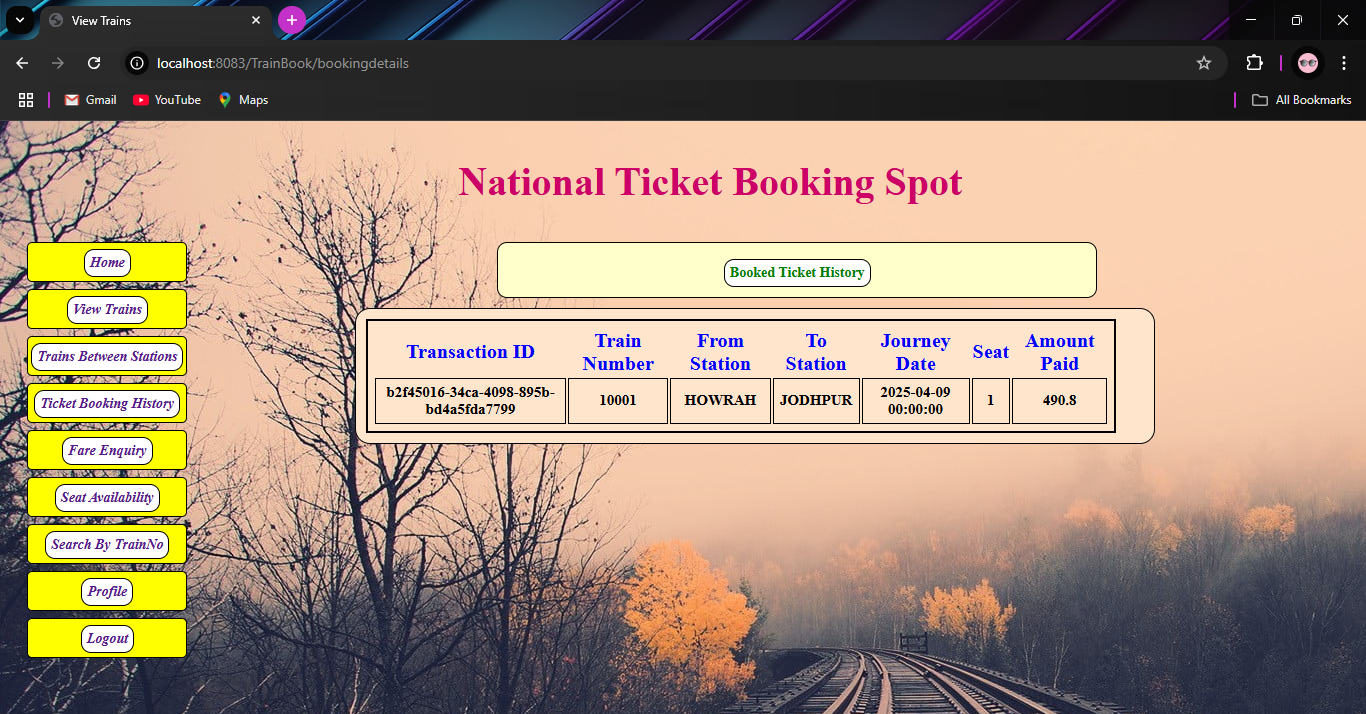 View Trains
localhost:8083/TrainBook/bookingdetails
Gmail
YouTube
Maps
All Bookmarks
National Ticket Booking Spot
Home
View Trains
Trains Between Stations
Ticket Booking History
Fare Enquiry
Seat Availability
Search By TrainNo
Profile
Logout
Booked Ticket History
Transaction ID
Train
Number
From
Station
To
Station
Journey
Date
Seat
Amount
Paid
b2f45016-34ca-4098-895b-
bd4a5fda7799
10001
HOWRAH
JODHPUR
2025-04-09
00:00:00
1
490.8